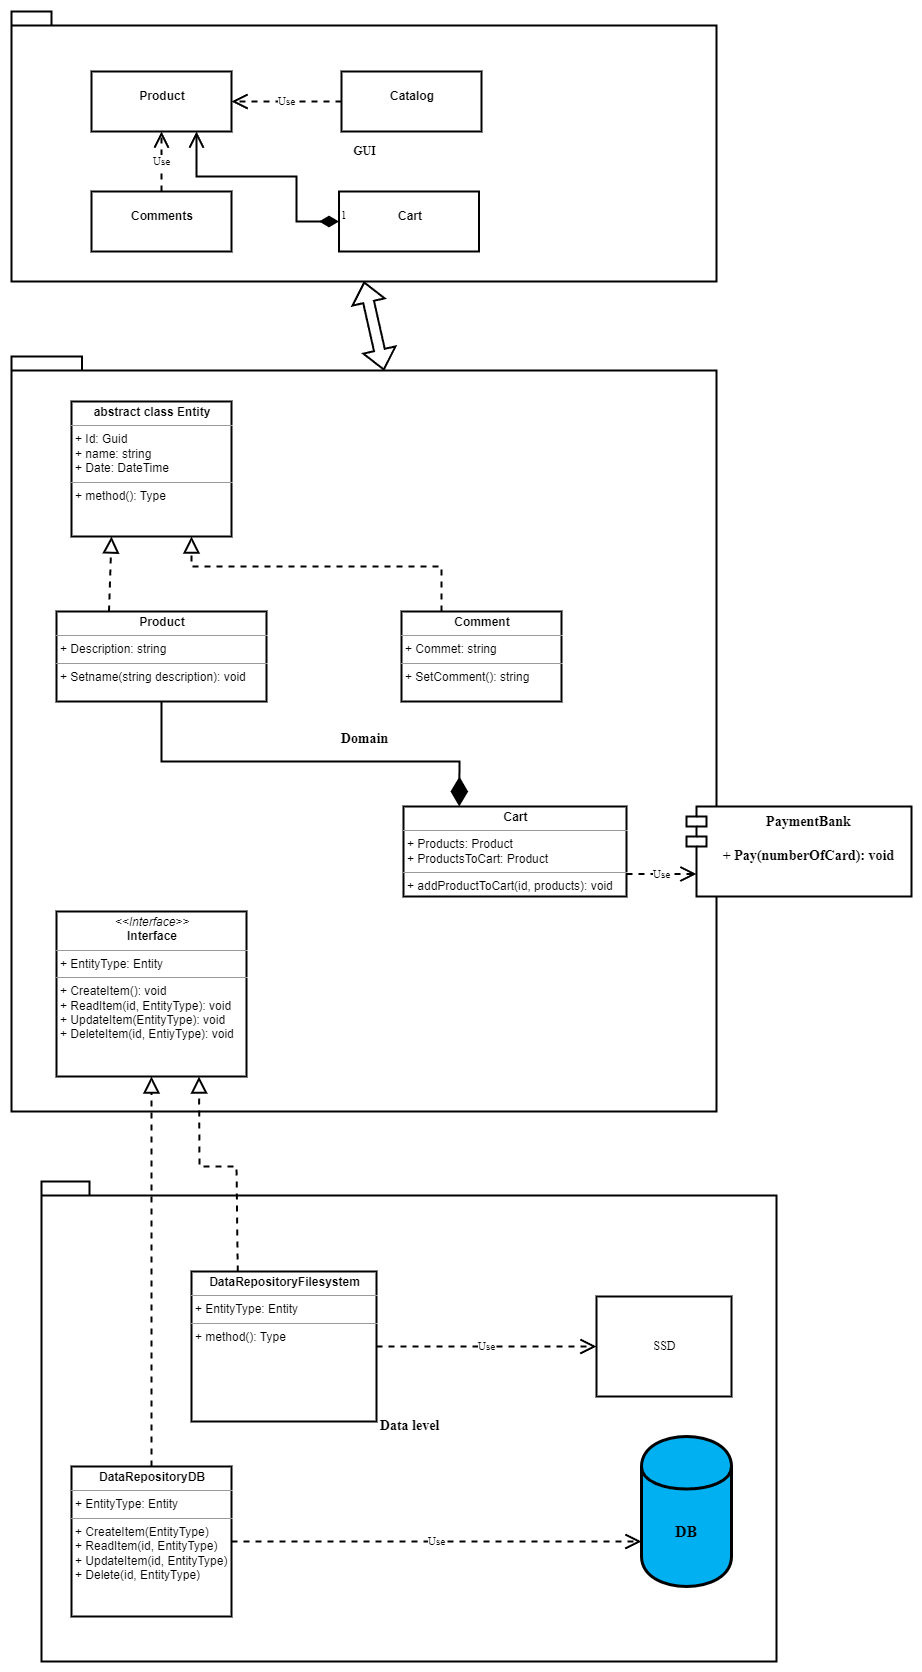 Product
Use
Catalog
GUI
Use
Comments
1
Cart
abstract class Entity
+ Id: Guid
+ name: string
+ Date: DateTime
+ method(): Type
Product
+ Description: string
+ Setname(string description): void
Comment
+ Commet: string
+ SetComment(): string
Domain
Cart
+ Products: Product
+ ProductsToCart: Product
+ addProductToCart(id, products): void
Use
PaymentBank
+ Pay(numberOfCard): void
<<Interface>>
Interface
+ EntityType: Entity
+ CreateItem(): void
+ ReadItem(id, EntityType): void
+ UpdateItem(EntityType): void
+ DeleteItem(id, EntiyType): void
DataRepositoryFilesystem
+ EntityType: Entity
+ method(): Type
Use
SSD
Data level
DataRepositoryDB
+ EntityType: Entity
+ CreateItem(EntityType)
+ ReadItem(id, EntityType)
+ UpdateItem(id, EntityType)
+ Delete(id, EntityType)
Use
DB